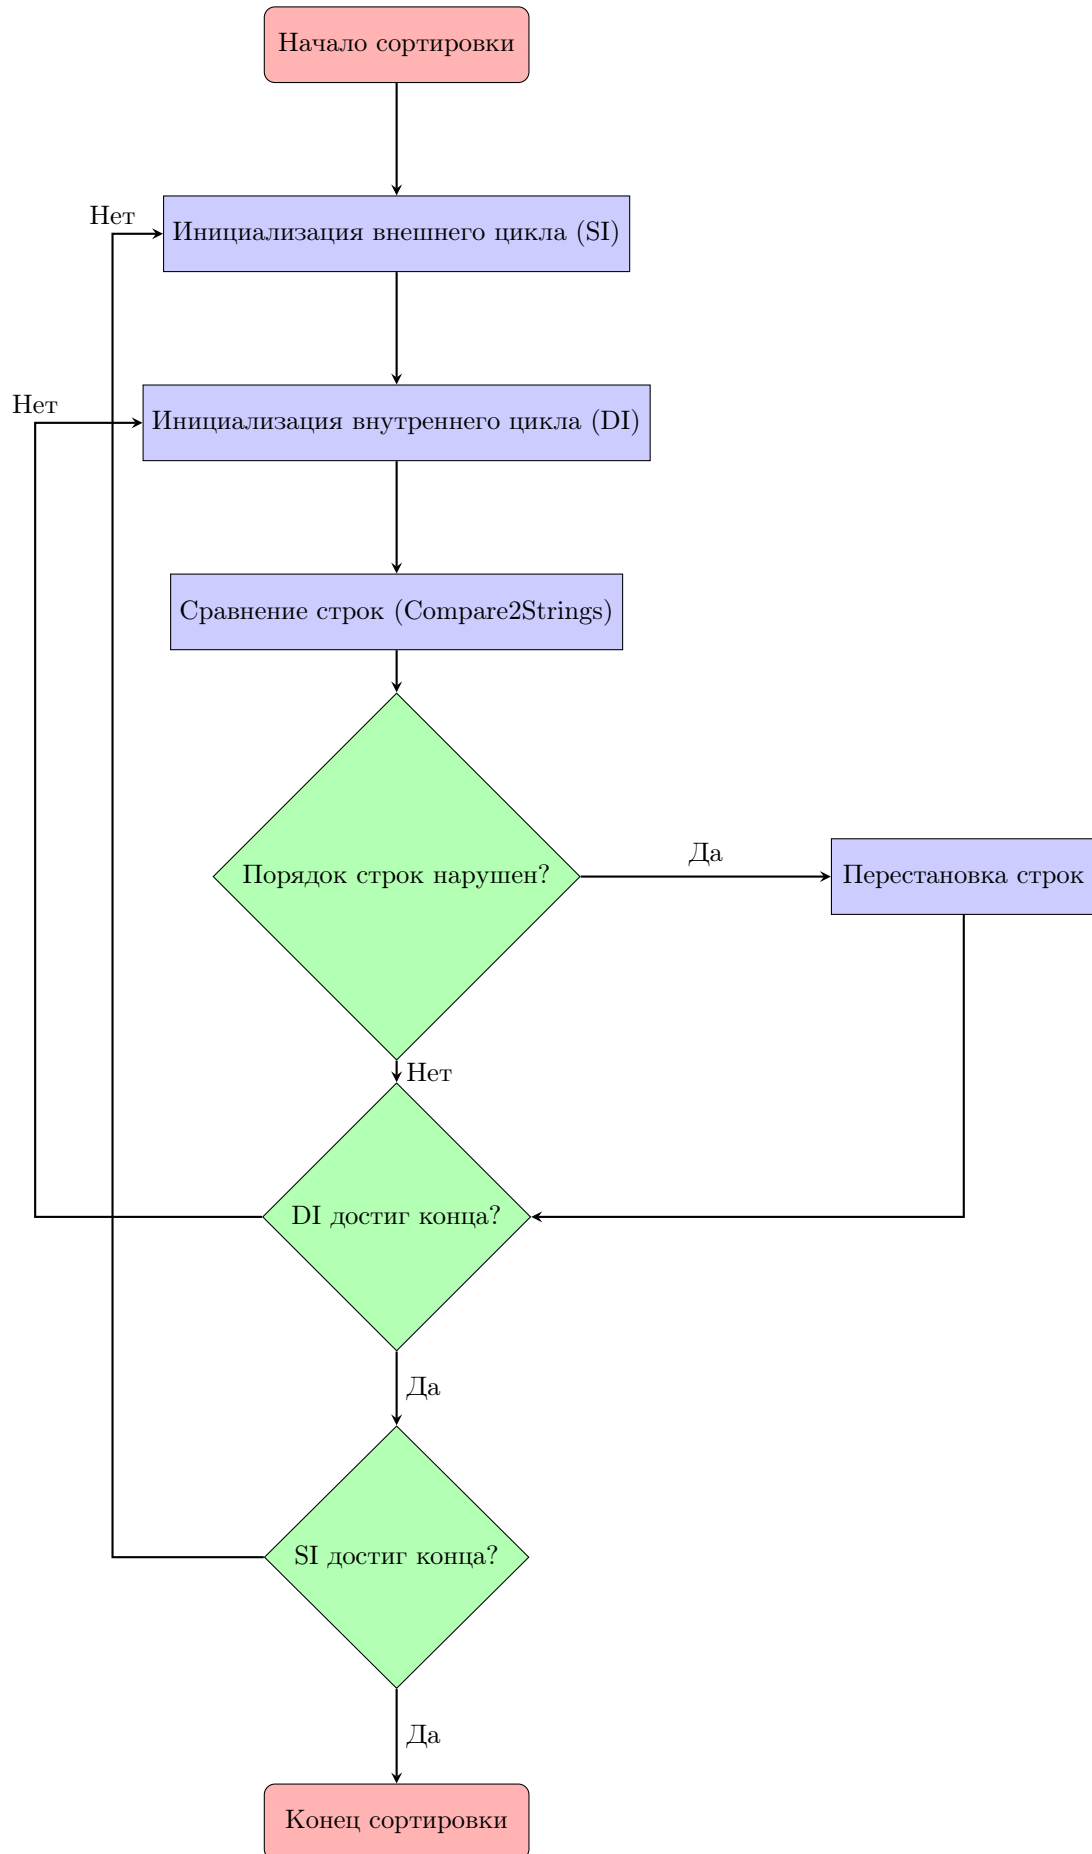 Начало сортировки
Нет
Инициализация внешнего цикла (SI)
Нет
Инициализация внутреннего цикла (DI)
Сравнение строк (Compare2Strings)
Порядок строк нарушен?
Да
Перестановка строк
Нет
DI достиг конца?
Да
SI достиг конца?
Да
Конец сортировки